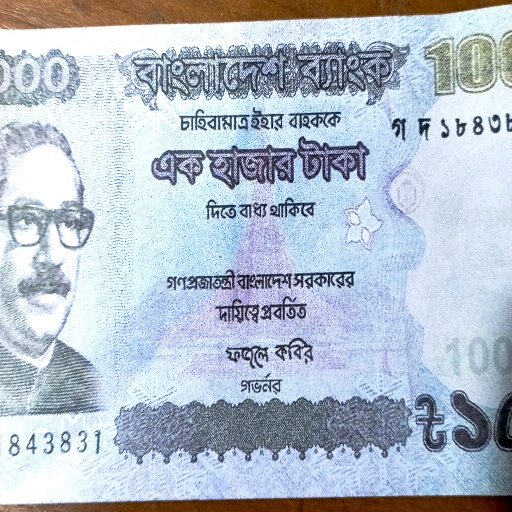 000 বাংলাদেশ ব্যাংক 100
চাহিবামাত্র ইহার বাহককে
গ দ ১৮৪৩৮
এক হাজার টাকা
দিতে বাধ্য থাকিবে
গণপ্রজাতন্ত্রী বাংলাদেশ সরকারের
দায়িত্বে প্রবর্তিত
ফজলে কবির
100
গভর্নর
1843831
৳১০